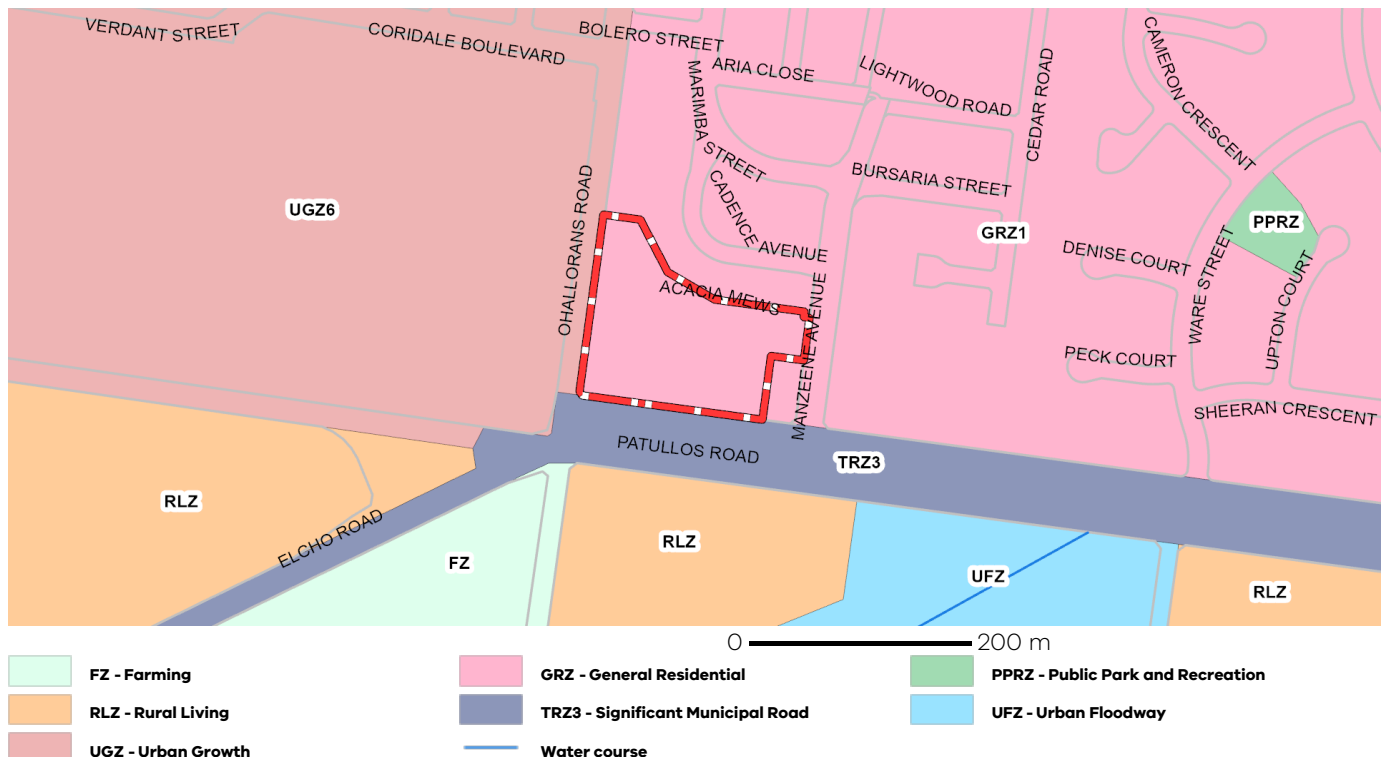 VERDANT STREET
CORIDALE BOULEVARD
BOLERO STREET
ARIA CLOSE
LIGHTWOOD ROAD
CEDAR ROAD
CAMERON CRESCENT
MARIMBA STREET
BURSARIA STREET
CADENCE AVENUE
OHALLORANS ROAD
UGZ6
GRZ1
PPRZ
DENISE COURT
WARE STREET
UPTON COURT
ACACIA MEWS
MANZEENE AVENUE
PECK COURT
SHEERAN CRESCENT
PATULLOS ROAD
TRZ3
RLZ
ELCHO ROAD
FZ
RLZ
UFZ
RLZ
0 200 m
FZ - Farming
RLZ - Rural Living
UGZ - Urban Growth
GRZ - General Residential
TRZ3 - Significant Municipal Road
Water course
PPRZ - Public Park and Recreation
UFZ - Urban Floodway